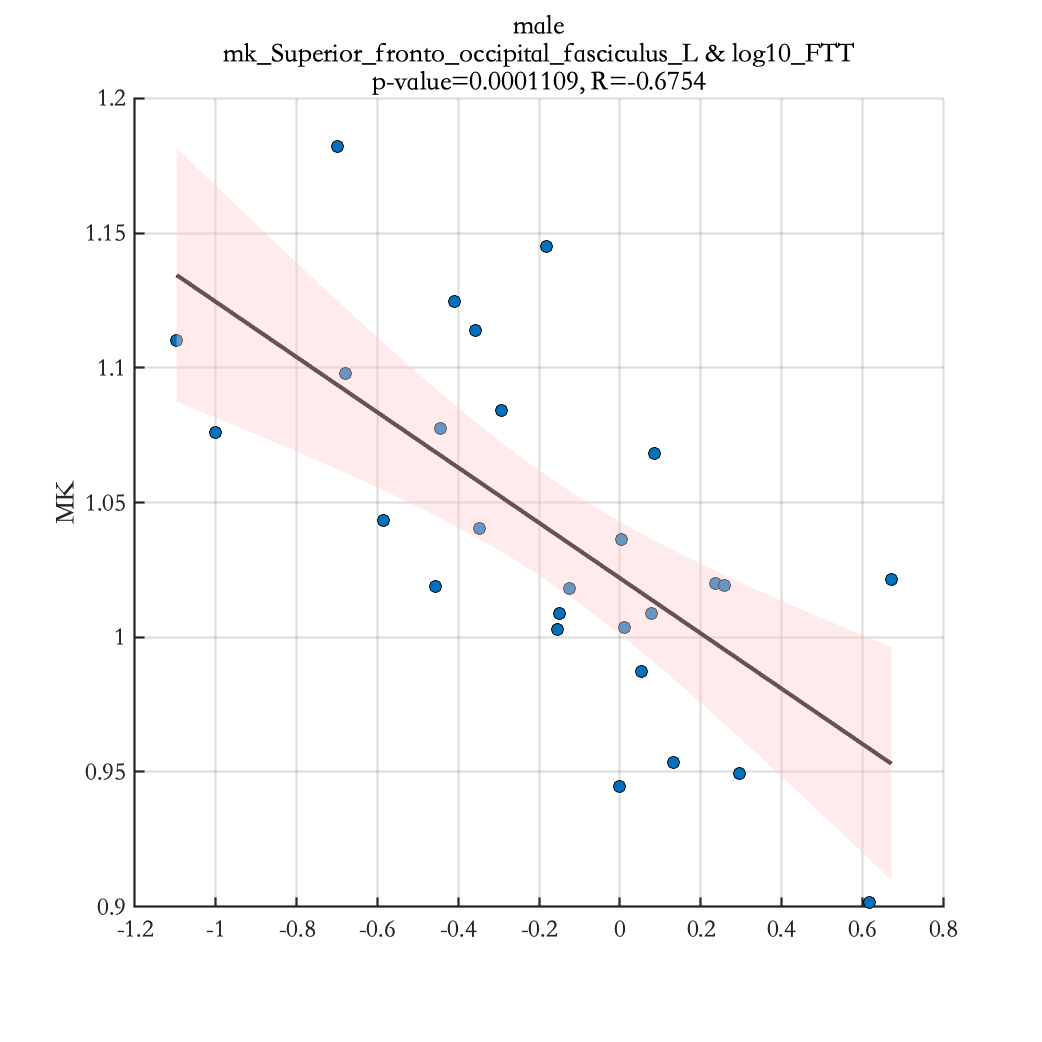 male
mk_Superior_fronto_occipital_fasciculus_L & log10_FTT
p-value=0.0001109, R=-0.6754
1.2
1.15
1.1
1.05
1
0.95
0.9
MK
-1.2 -1 -0.8 -0.6 -0.4 -0.2 0 0.2 0.4 0.6 0.8